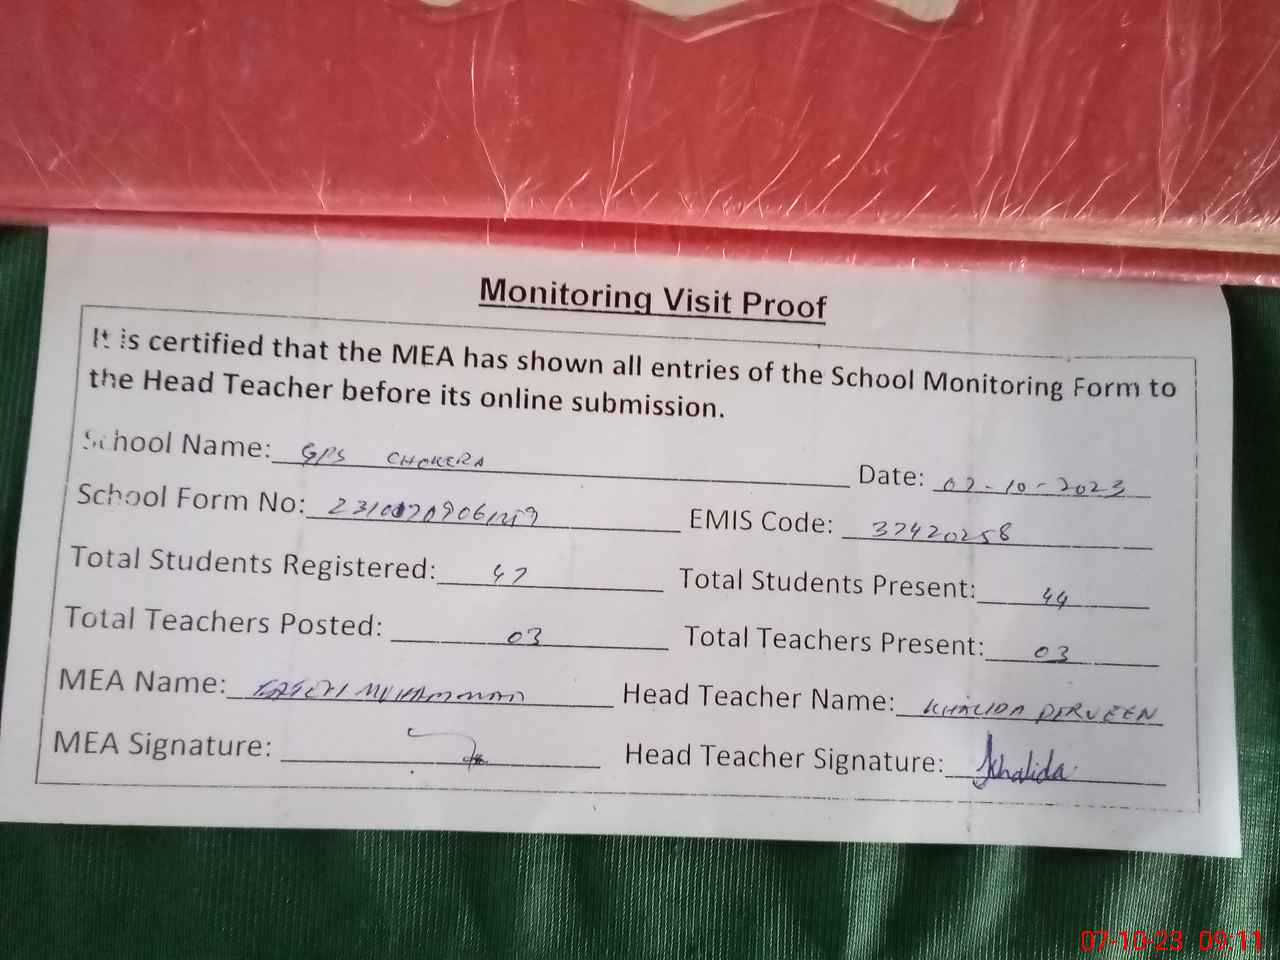 Monitoring Visit Proof
It is certified that the MEA has shown all entries of the School Monitoring Form to
the Head Teacher before its online submission.
School Name: GPS CHOKERA Date: 07-10-2023
School Form No: EMIS Code: 37420258
Total Students Registered: 47 Total Students Present: 44
Total Teachers Posted: 03 Total Teachers Present: 03
MEA Name: MUHAMMAD Head Teacher Name: KHALIDA PERVEEN
MEA Signature: Head Teacher Signature: Khalida
07-10-23 09:11